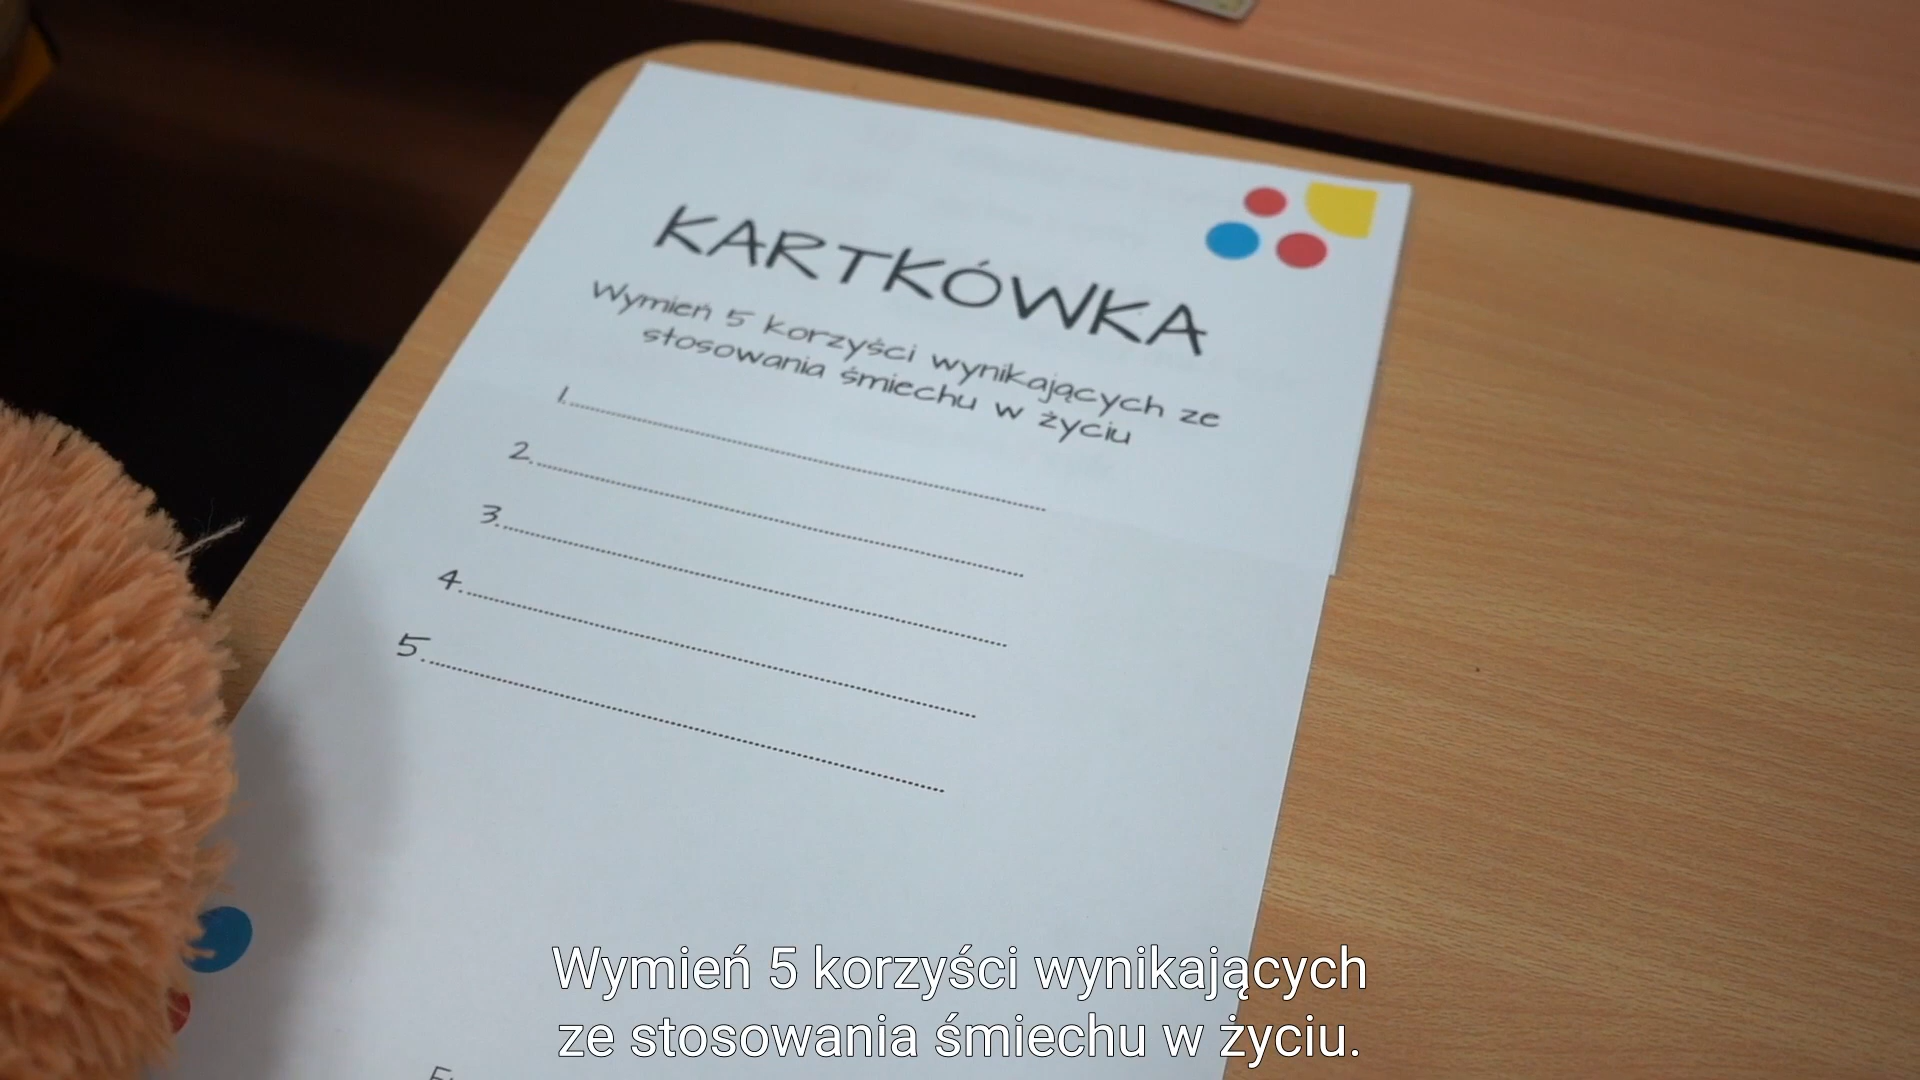 KARTKÓWKA
Wymień 5 korzyści wynikających ze
stosowania śmiechu w życiu
1.
2.
3.
4.
5.
Wymień 5 korzyści wynikających
ze stosowania śmiechu w życiu.